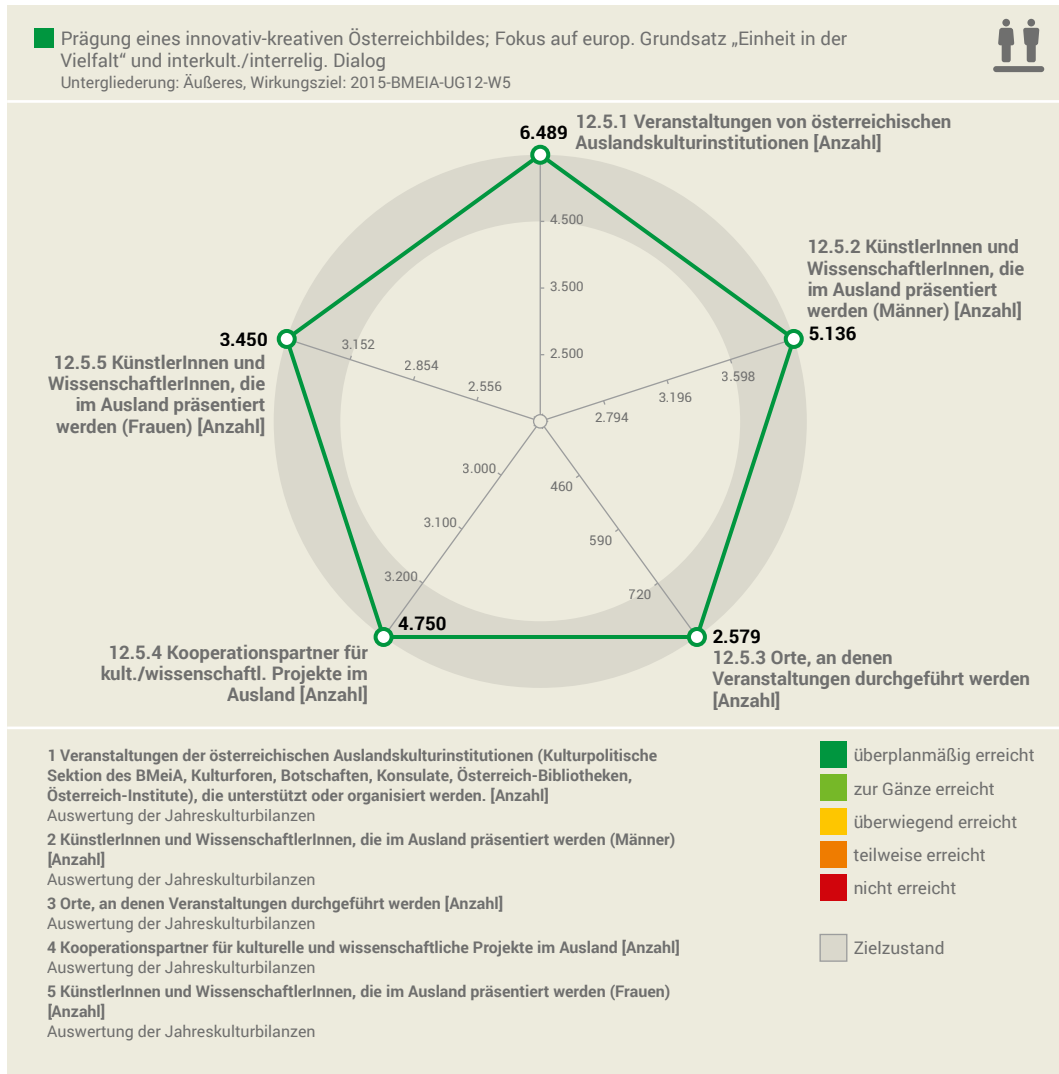 Prägung eines innovativ-kreativen Österreichbildes; Fokus auf europ. Grundsatz „Einheit in der
Vielfalt“ und interkult./interrelig. Dialog
Untergliederung: Äußeres, Wirkungsziel: 2015-BMEIA-UG12-W5
6.489
12.5.1 Veranstaltungen von österreichischen
Auslandskulturinstitutionen [Anzahl]
4.500
3.500
2.500
12.5.2 KünstlerInnen und
WissenschaftlerInnen, die
im Ausland präsentiert
werden (Männer) [Anzahl]
5.136
3.598
3.196
2.794
3.450
12.5.5 KünstlerInnen und
WissenschaftlerInnen, die
im Ausland präsentiert
werden (Frauen) [Anzahl]
3.152
2.854
2.556
3.000
3.100
3.200
460
590
720
4.750
12.5.4 Kooperationspartner für
kult./wissenschaftl. Projekte im
Ausland [Anzahl]
2.579
12.5.3 Orte, an denen
Veranstaltungen durchgeführt werden
[Anzahl]
1 Veranstaltungen der österreichischen Auslandskulturinstitutionen (Kulturpolitische
Sektion des BMeiA, Kulturforen, Botschaften, Konsulate, Österreich-Bibliotheken,
Österreich-Institute), die unterstützt oder organisiert werden. [Anzahl]
Auswertung der Jahreskulturbilanzen
2 KünstlerInnen und WissenschaftlerInnen, die im Ausland präsentiert werden (Männer)
[Anzahl]
Auswertung der Jahreskulturbilanzen
3 Orte, an denen Veranstaltungen durchgeführt werden [Anzahl]
Auswertung der Jahreskulturbilanzen
4 Kooperationspartner für kulturelle und wissenschaftliche Projekte im Ausland [Anzahl]
Auswertung der Jahreskulturbilanzen
5 KünstlerInnen und WissenschaftlerInnen, die im Ausland präsentiert werden (Frauen)
[Anzahl]
Auswertung der Jahreskulturbilanzen
überplanmäßig erreicht
zur Gänze erreicht
überwiegend erreicht
teilweise erreicht
nicht erreicht
Zielzustand